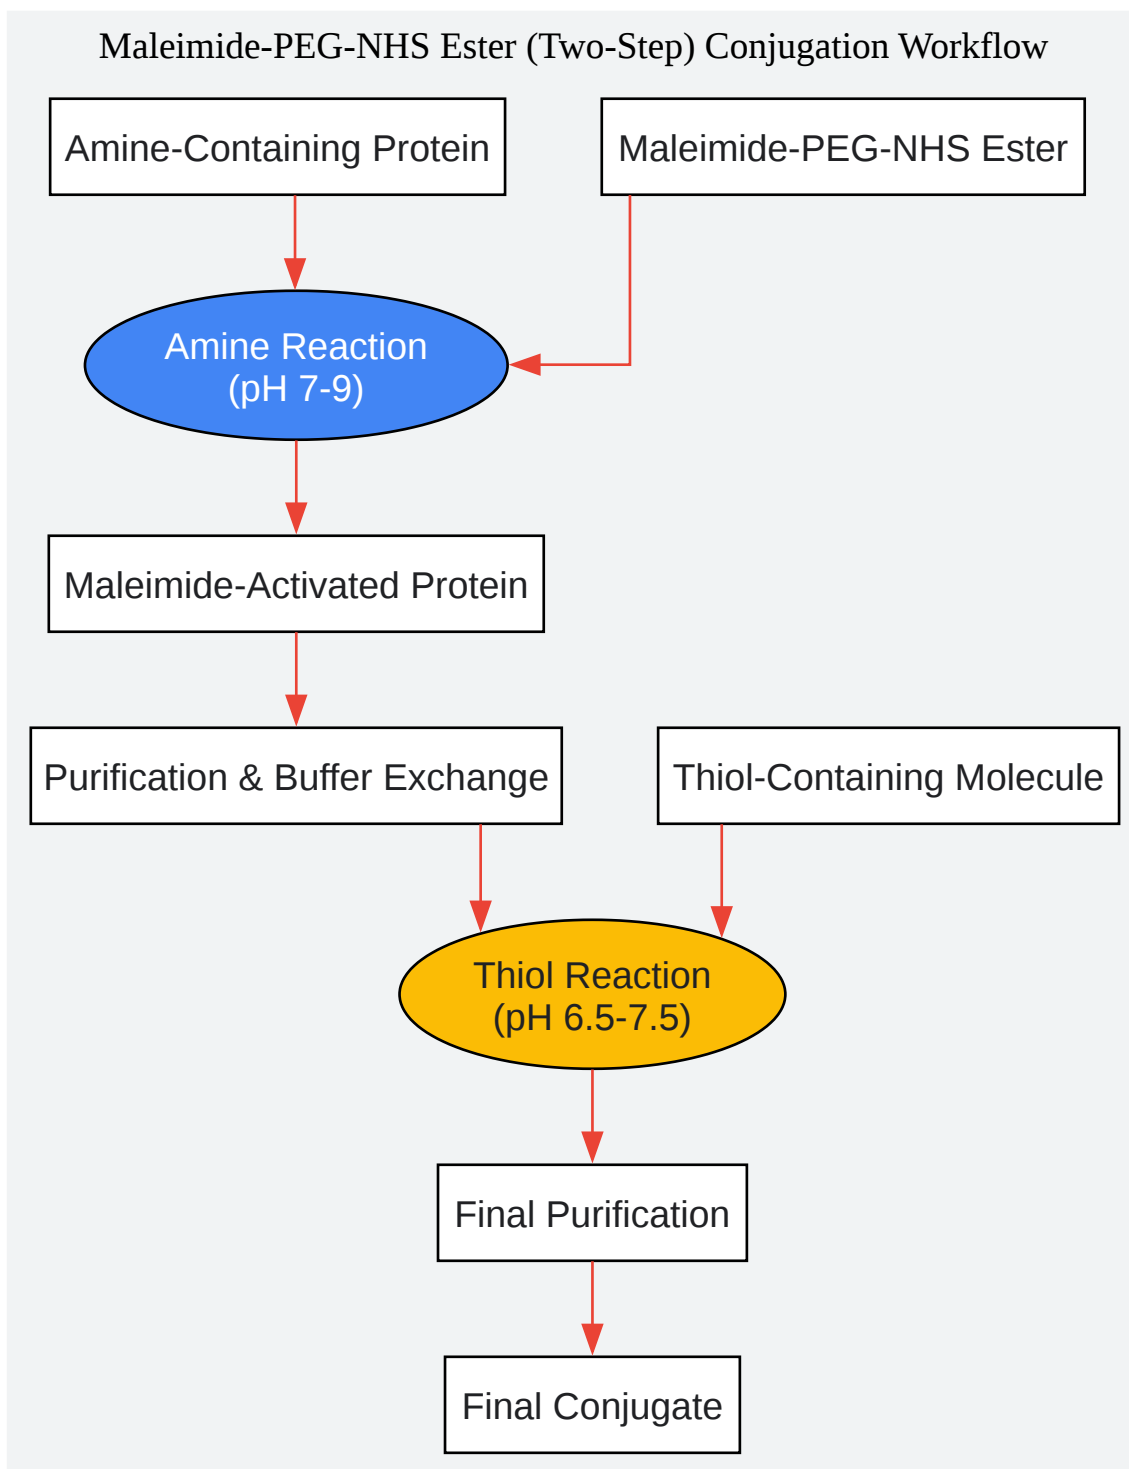 Maleimide-PEG-NHS Ester (Two-Step) Conjugation Workflow
Amine-Containing Protein
Maleimide-PEG-NHS Ester
Amine Reaction
(pH 7-9)
Maleimide-Activated Protein
Purification & Buffer Exchange
Thiol-Containing Molecule
Thiol Reaction
(pH 6.5-7.5)
Final Purification
Final Conjugate